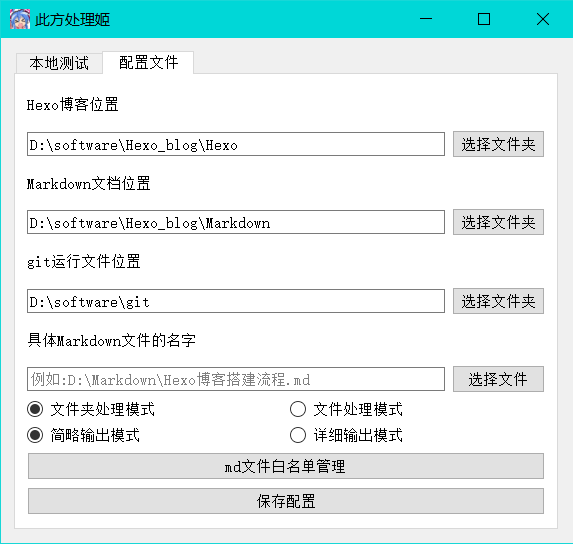 此方处理姬
本地测试 配置文件
Hexo博客位置
D:\software\Hexo_blog\Hexo 选择文件夹
Markdown文档位置
D:\software\Hexo_blog\Markdown 选择文件夹
git运行文件位置
D:\software\git 选择文件夹
具体Markdown文件的名字
例如:D:\Markdown\Hexo博客搭建流程.md 选择文件
文件夹处理模式 文件处理模式
简略输出模式 详细输出模式
md文件白名单管理
保存配置